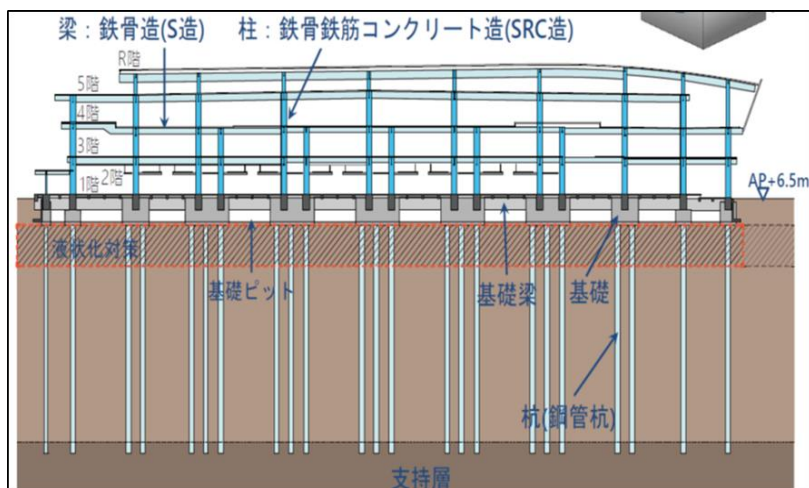 梁：鉄骨造(S造)
柱：鉄骨鉄筋コンクリート造(SRC造)
R階
5階
4階
3階
2階
1階
AP+6.5m
液状化対策
基礎ピット
基礎梁
基礎
杭(鋼管杭)
支持層